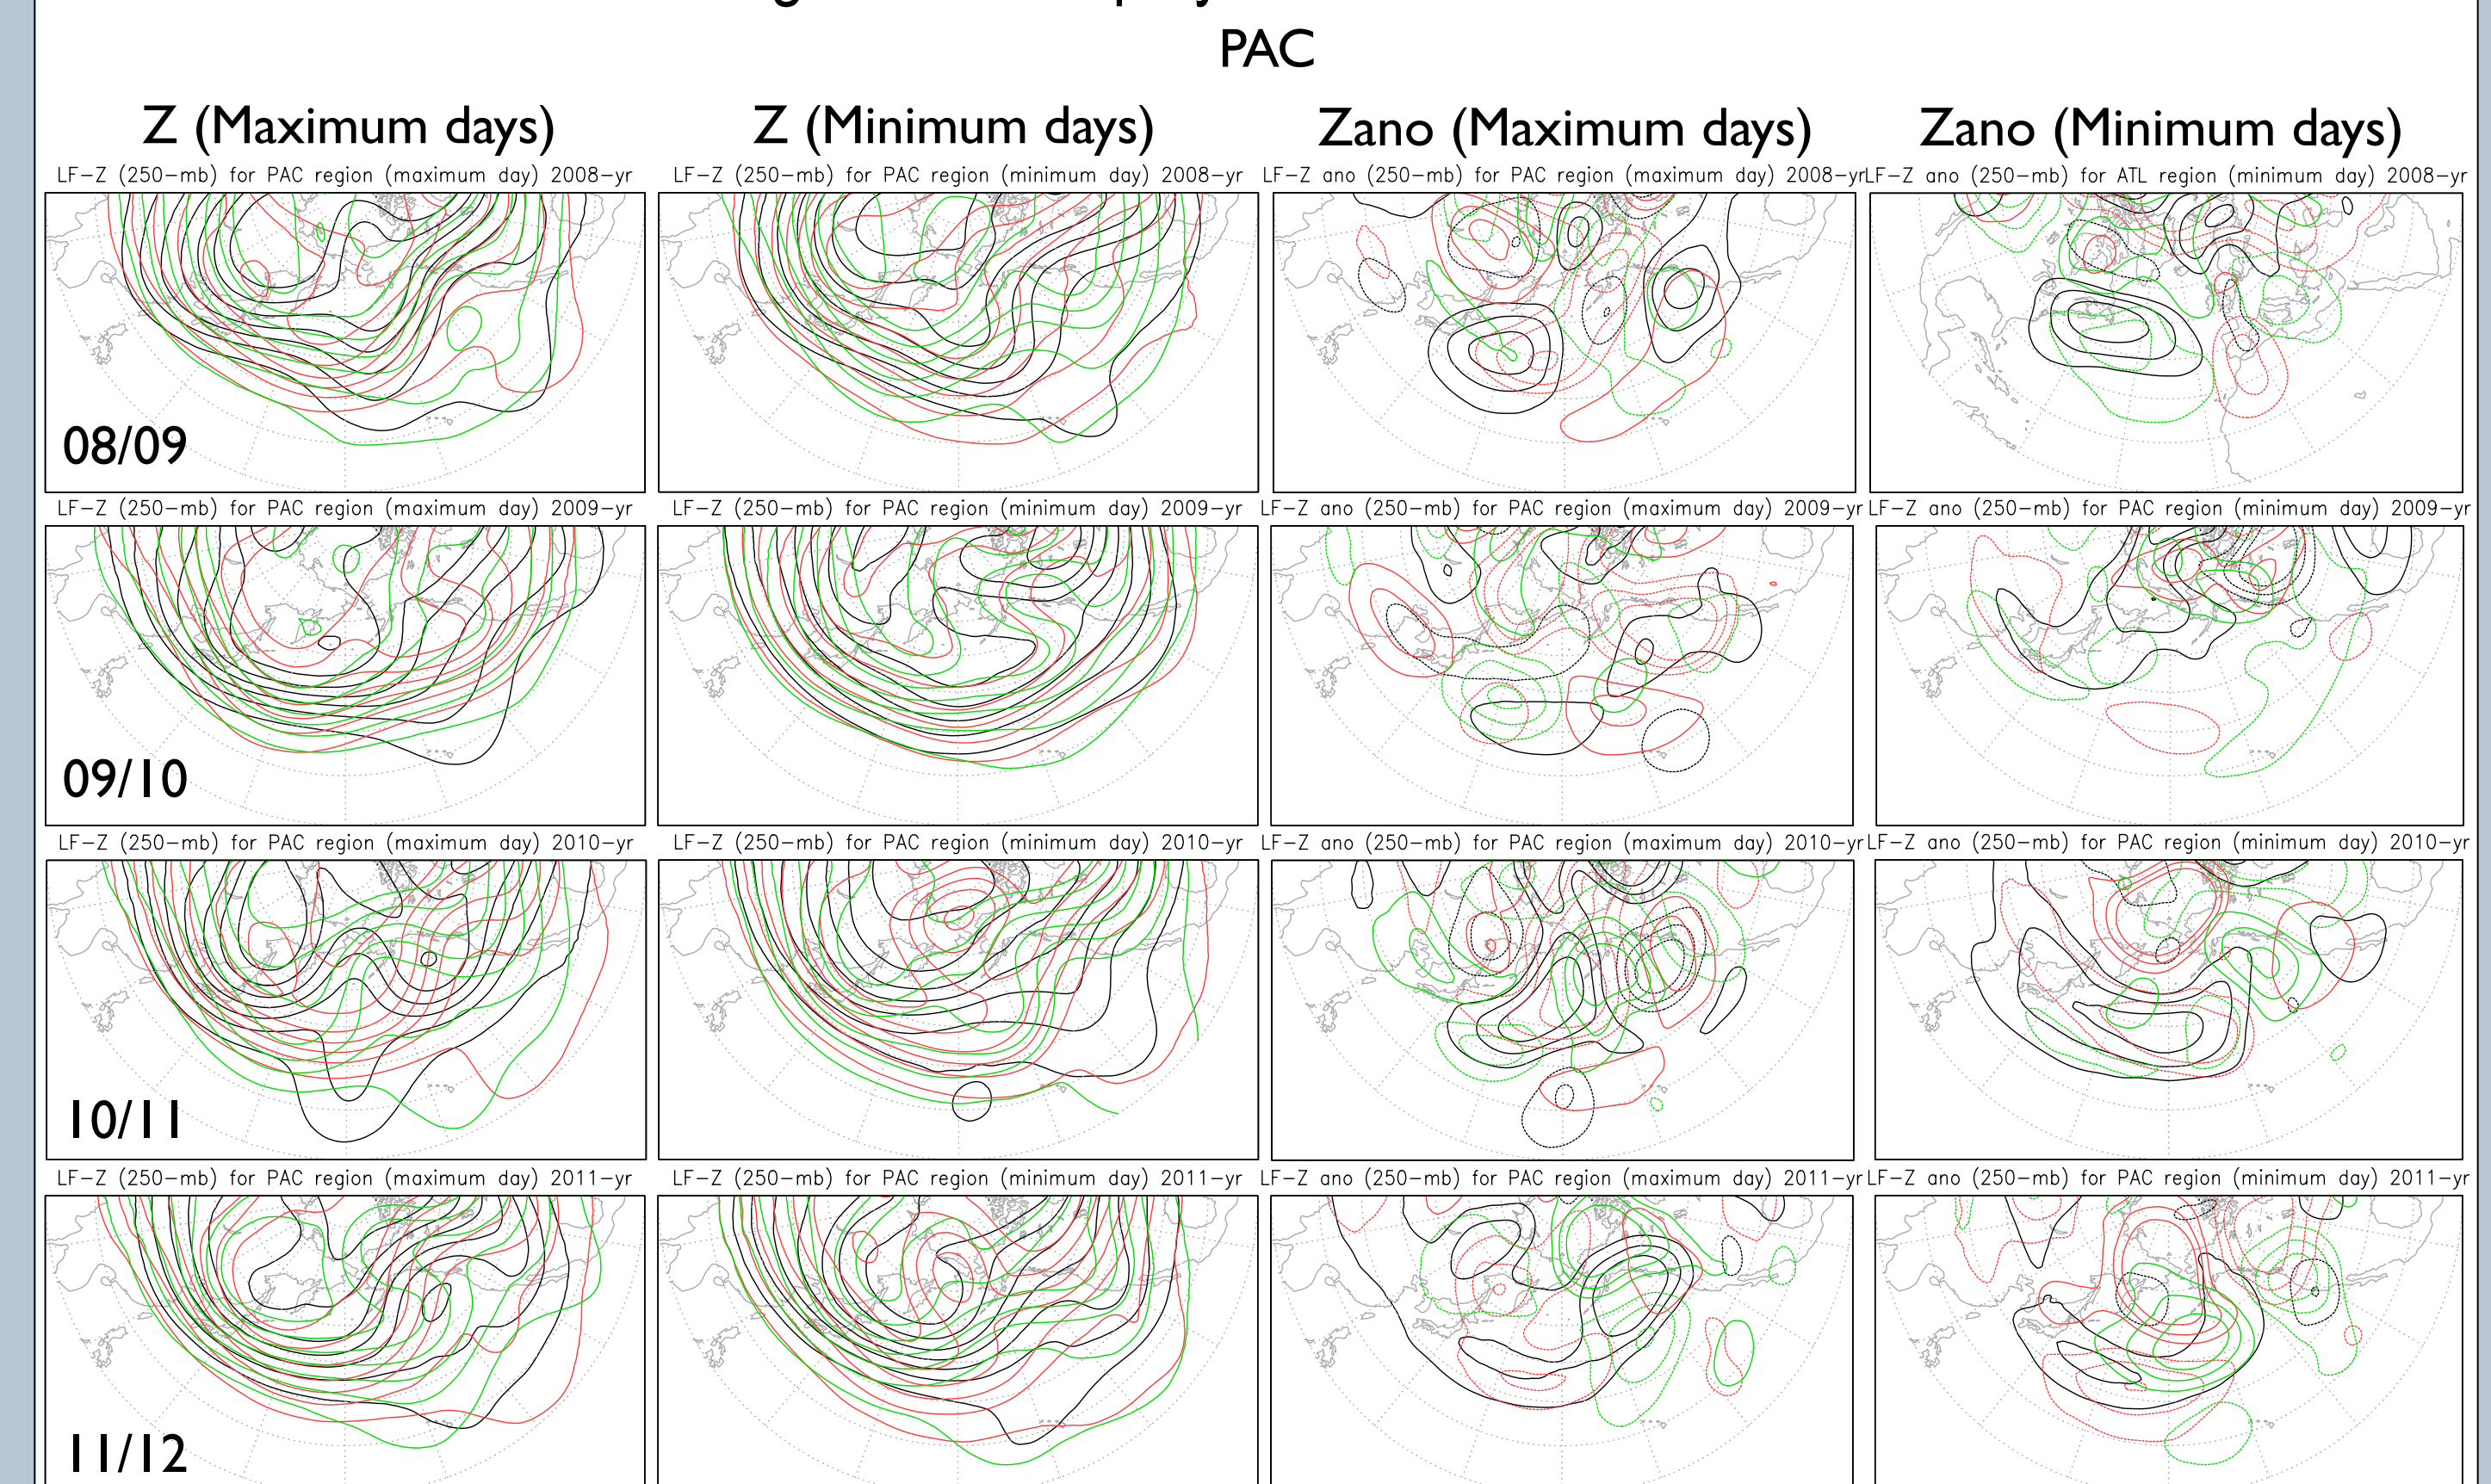 PAC
Z (Maximum days) Z (Minimum days) Zano (Maximum days) Zano (Minimum days)
LF-Z (250-mb) for PAC region (maximum day) 2008-yr LF-Z (250-mb) for PAC region (minimum day) 2008-yr LF-Z ano (250-mb) for PAC region (maximum day) 2008-yr LF-Z ano (250-mb) for ATL region (minimum day) 2008-yr
08/09
LF-Z (250-mb) for PAC region (maximum day) 2009-yr LF-Z (250-mb) for PAC region (minimum day) 2009-yr LF-Z ano (250-mb) for PAC region (maximum day) 2009-yr LF-Z ano (250-mb) for PAC region (minimum day) 2009-yr
09/10
LF-Z (250-mb) for PAC region (maximum day) 2010-yr LF-Z (250-mb) for PAC region (minimum day) 2010-yr LF-Z ano (250-mb) for PAC region (maximum day) 2010-yr LF-Z ano (250-mb) for PAC region (minimum day) 2010-yr
10/11
LF-Z (250-mb) for PAC region (maximum day) 2011-yr LF-Z (250-mb) for PAC region (minimum day) 2011-yr LF-Z ano (250-mb) for PAC region (maximum day) 2011-yr LF-Z ano (250-mb) for PAC region (minimum day) 2011-yr
11/12